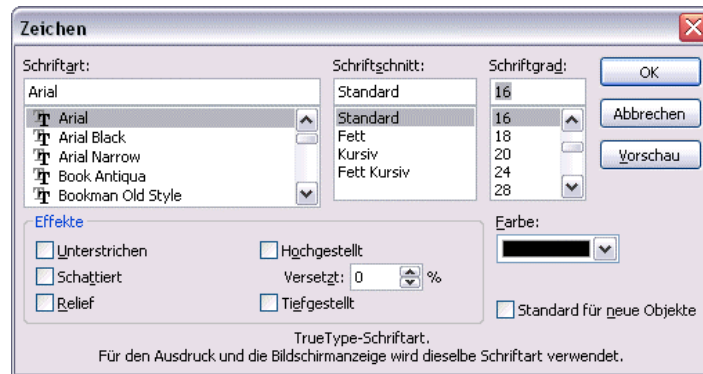 Zeichen
Schriftart: Schriftschnitt: Schriftgrad:
Arial Standard 16 OK
Arial Standard 16 Abbrechen
Arial Black Fett 18
Arial Narrow Kursiv 20 Vorschau
Book Antiqua Fett Kursiv 24
Bookman Old Style 28
Effekte Farbe:
Unterstrichen Hochgestellt
Schattiert Versetzt: 0 %
Relief Tiefgestellt Standard für neue Objekte
TrueType-Schriftart.
Für den Ausdruck und die Bildschirmanzeige wird dieselbe Schriftart verwendet.